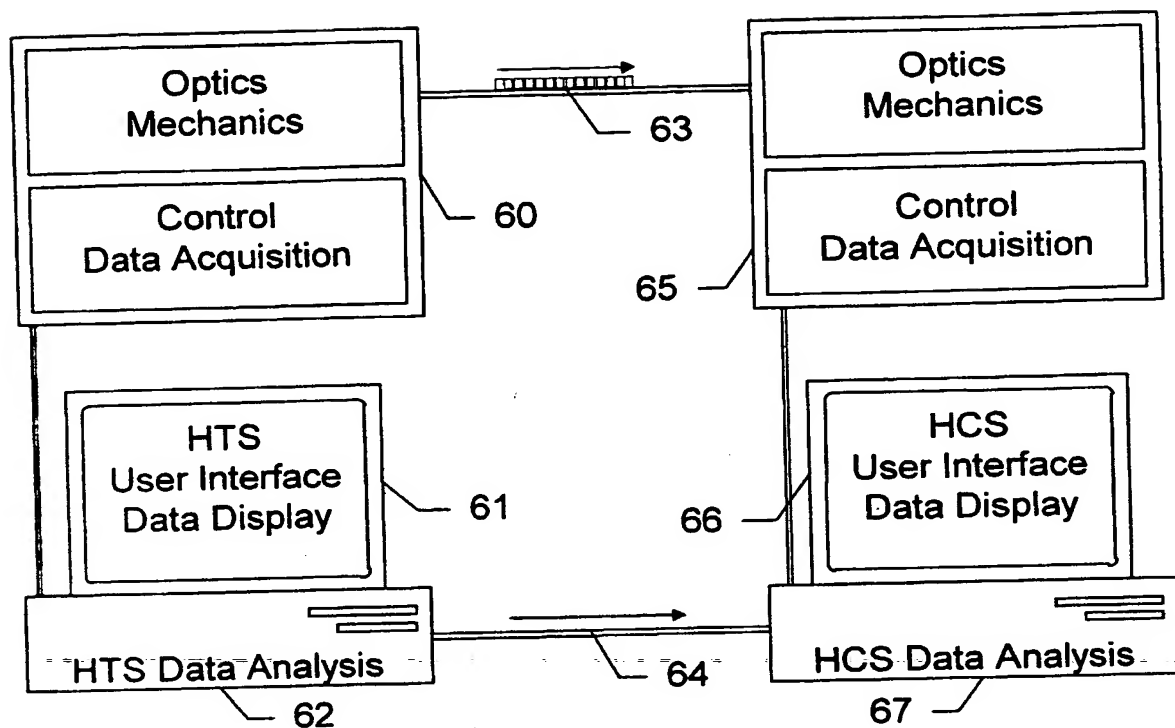 Optics
Mechanics
Control
Data Acquisition
60
63
Optics
Mechanics
Control
Data Acquisition
65
HTS
User Interface
Data Display
61
HTS Data Analysis
62
64
HCS
User Interface
Data Display
66
HCS Data Analysis
67